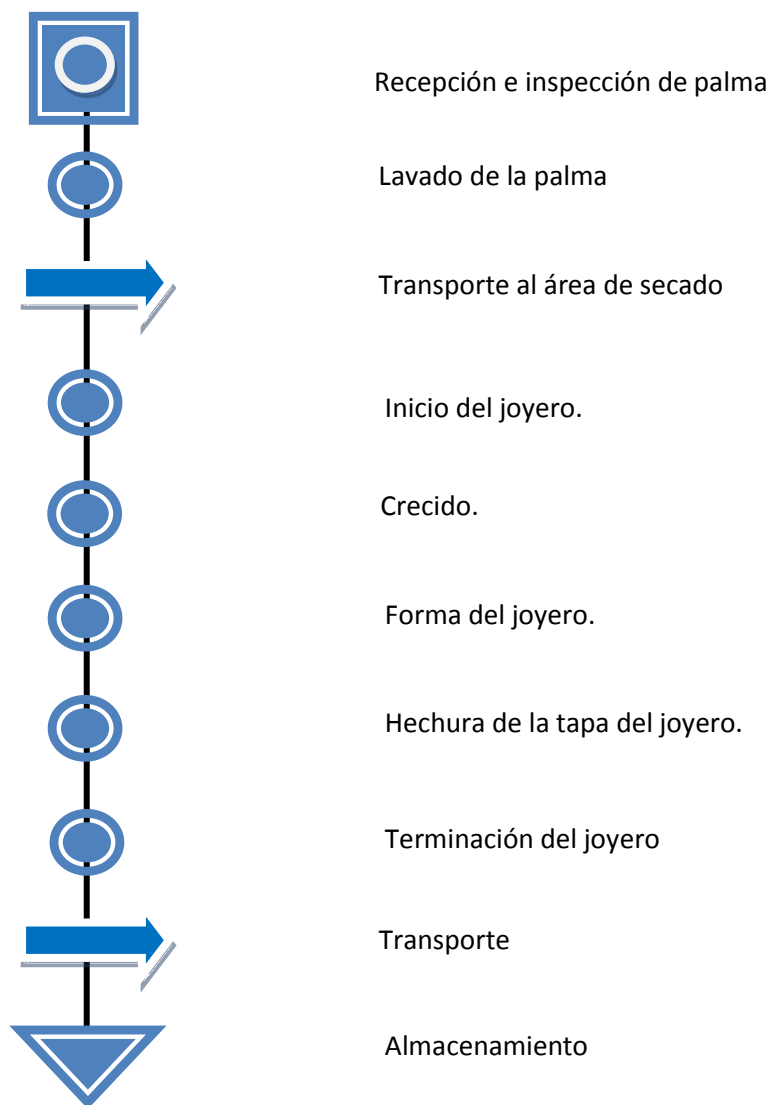 Recepción e inspección de palma
Lavado de la palma
Transporte al área de secado
Inicio del joyero.
Crecido.
Forma del joyero.
Hechura de la tapa del joyero.
Terminación del joyero
Transporte
Almacenamiento